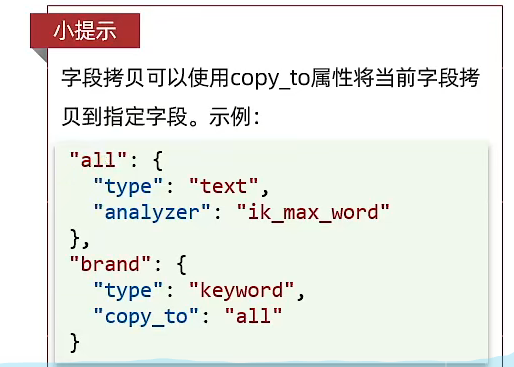 小提示
字段拷贝可以使用copy_to属性将当前字段拷
贝到指定字段。示例：
"all": {
  "type": "text",
  "analyzer": "ik_max_word"
},
"brand": {
  "type": "keyword",
  "copy_to": "all"
}